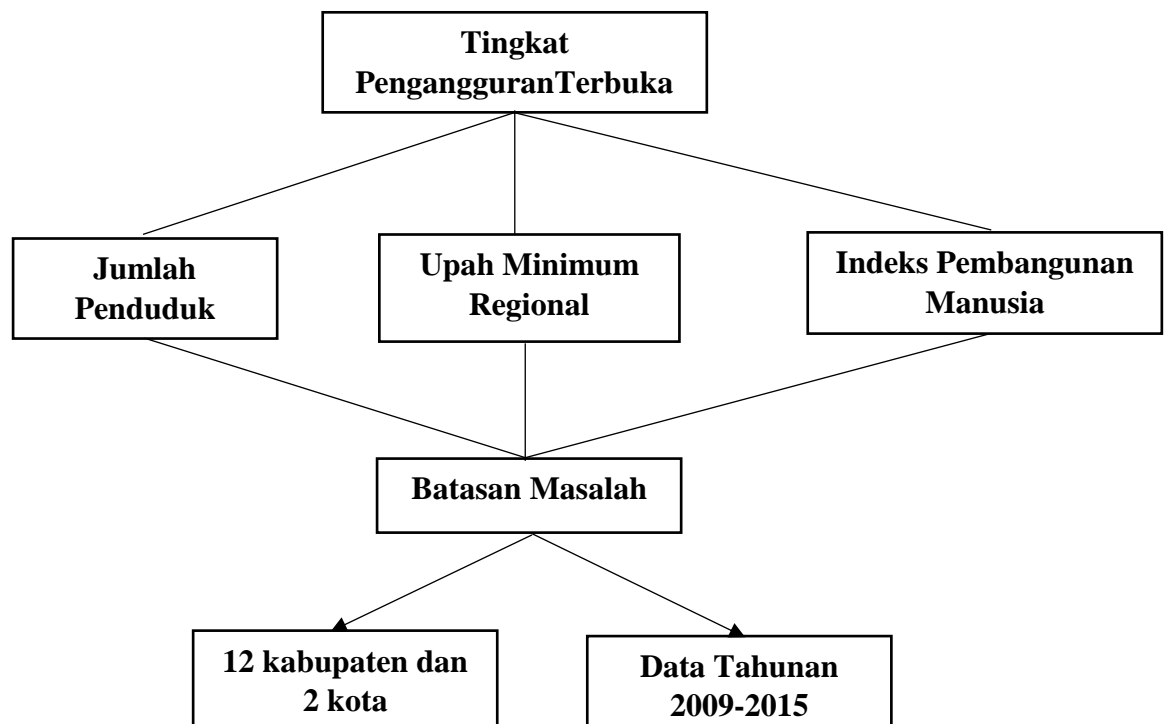 Tingkat
PengangguranTerbuka
Jumlah
Penduduk
Upah Minimum
Regional
Indeks Pembangunan
Manusia
Batasan Masalah
12 kabupaten dan
2 kota
Data Tahunan
2009-2015